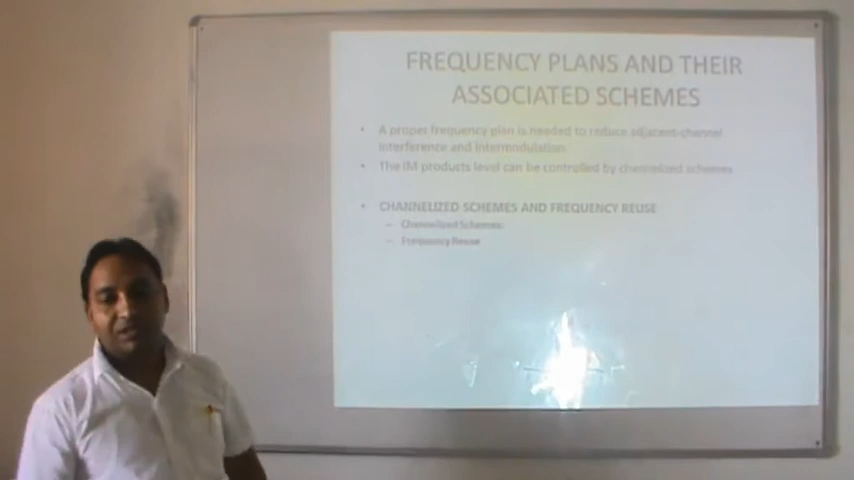 FREQUENCY PLANS AND THEIR
ASSOCIATED SCHEMES
• A proper frequency plan is needed to reduce adjacent-channel
interference and intermodulation
• The IM products level can be controlled by channelized schemes
• CHANNELIZED SCHEMES AND FREQUENCY REUSE
– Channelized Schemes
– Frequency Reuse